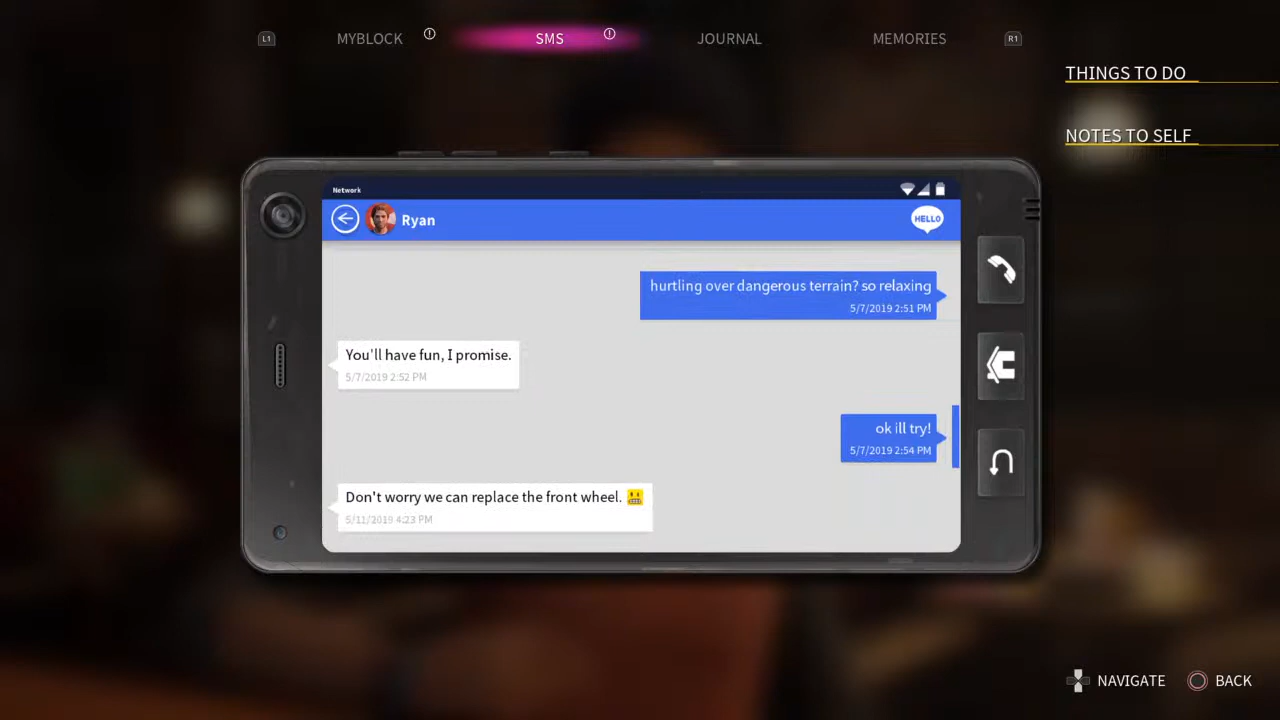 L1
MYBLOCK
SMS
JOURNAL
MEMORIES
R1
THINGS TO DO
NOTES TO SELF
Network
Ryan
HELLO
hurtling over dangerous terrain? so relaxing
5/7/2019 2:51 PM
You'll have fun, I promise.
5/7/2019 2:52 PM
ok ill try!
5/7/2019 2:54 PM
Don't worry we can replace the front wheel. 😬
5/11/2019 4:23 PM
NAVIGATE
BACK